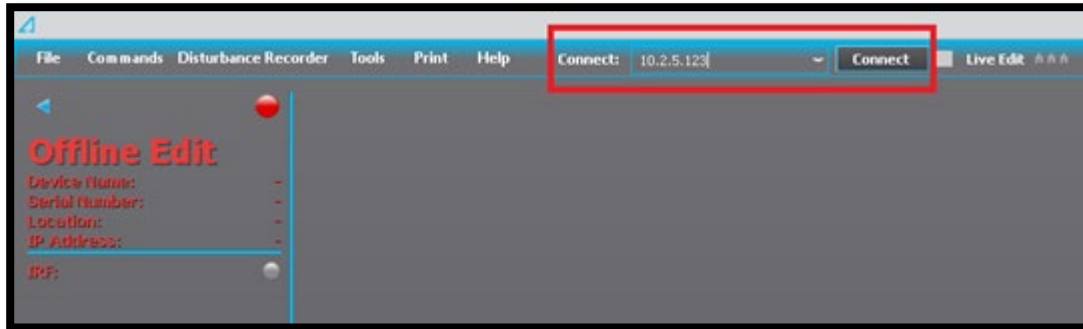 File Commands Disturbance Recorder Tools Print Help Connect: 10.2.5.123 Connect Live Edit
Offline Edit
Device Name: -
Serial Number: -
Location: -
IP Address: -
IRF: